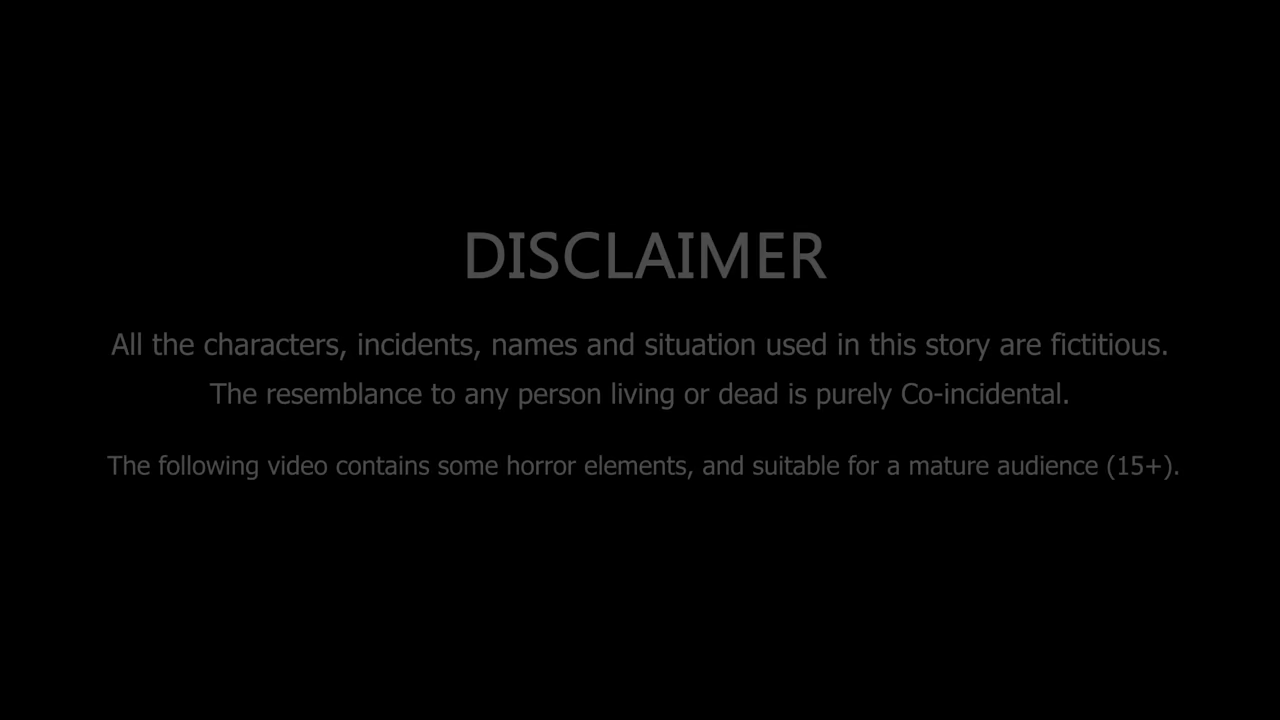 DISCLAIMER
All the characters, incidents, names and situation used in this story are fictitious.
The resemblance to any person living or dead is purely Co-incidental.
The following video contains some horror elements, and suitable for a mature audience (15+).